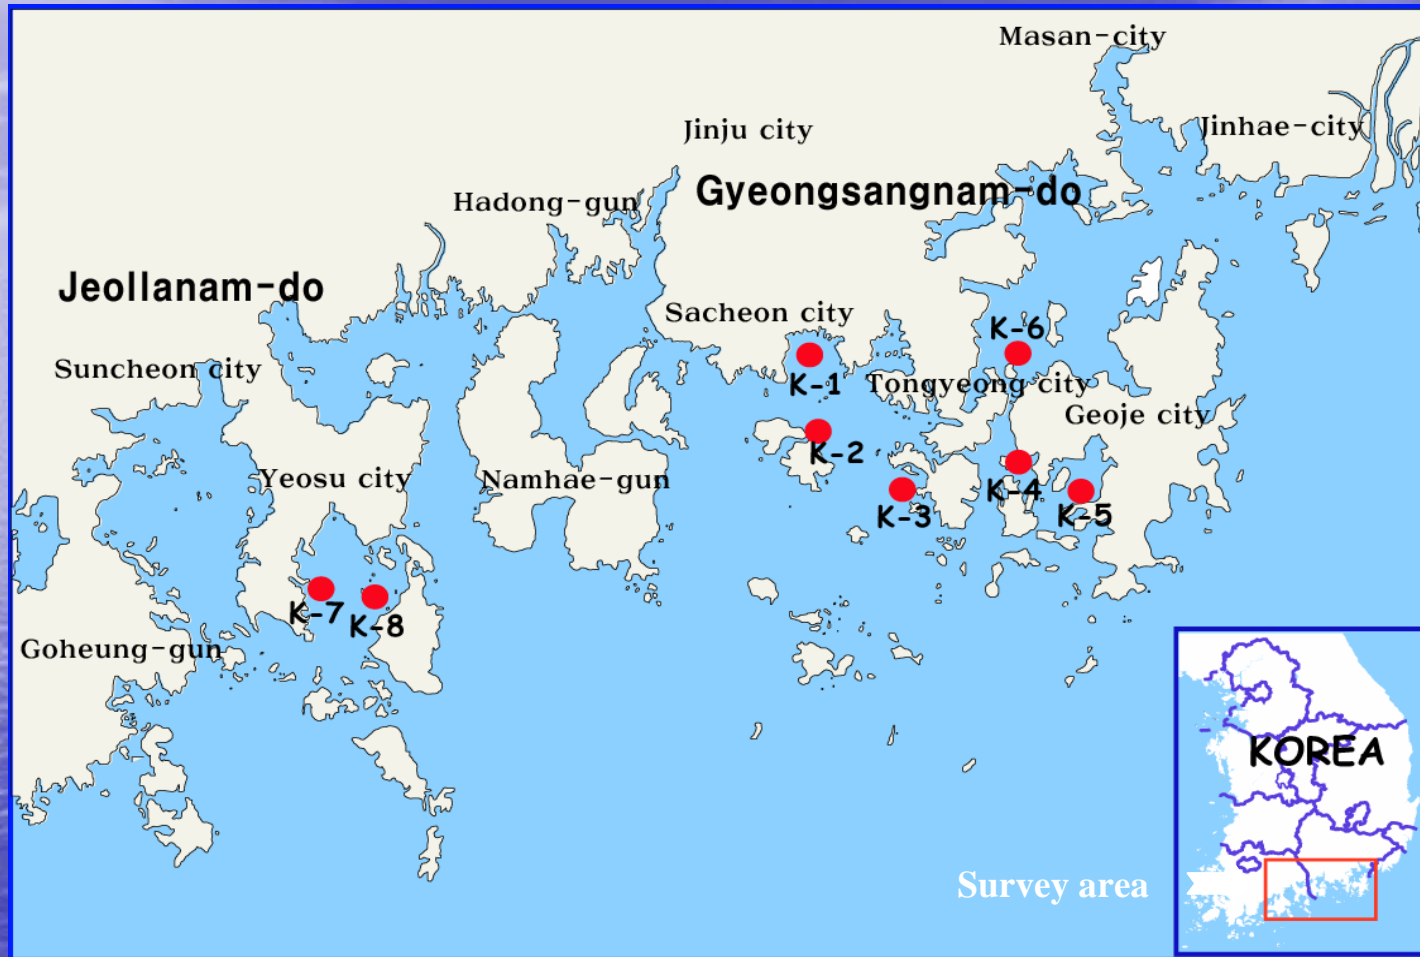 Masan-city
Jinju city
Jinhae-city
Gyeongsangnam-do
Hadong-gun
Jeollanam-do
Sacheon city
K-6
Suncheon city
K-1
Tongyeong city
Geoje city
K-2
Yeosu city
Namhae-gun
K-4
K-3
K-5
K-7
K-8
Goheung-gun
KOREA
Survey area